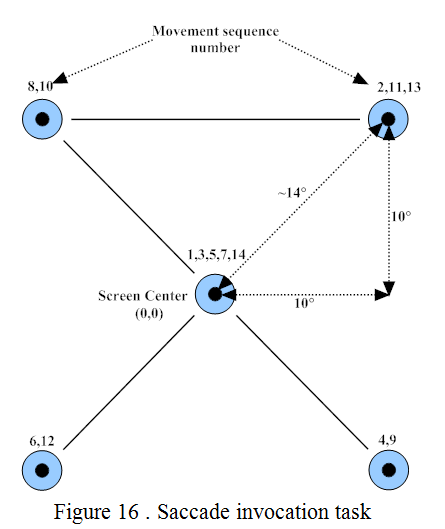 Movement sequence
number
8,10
2,11,13
~14°
10°
1,3,5,7,14
Screen Center
(0,0)
10°
6,12
4,9
Figure 16 . Saccade invocation task